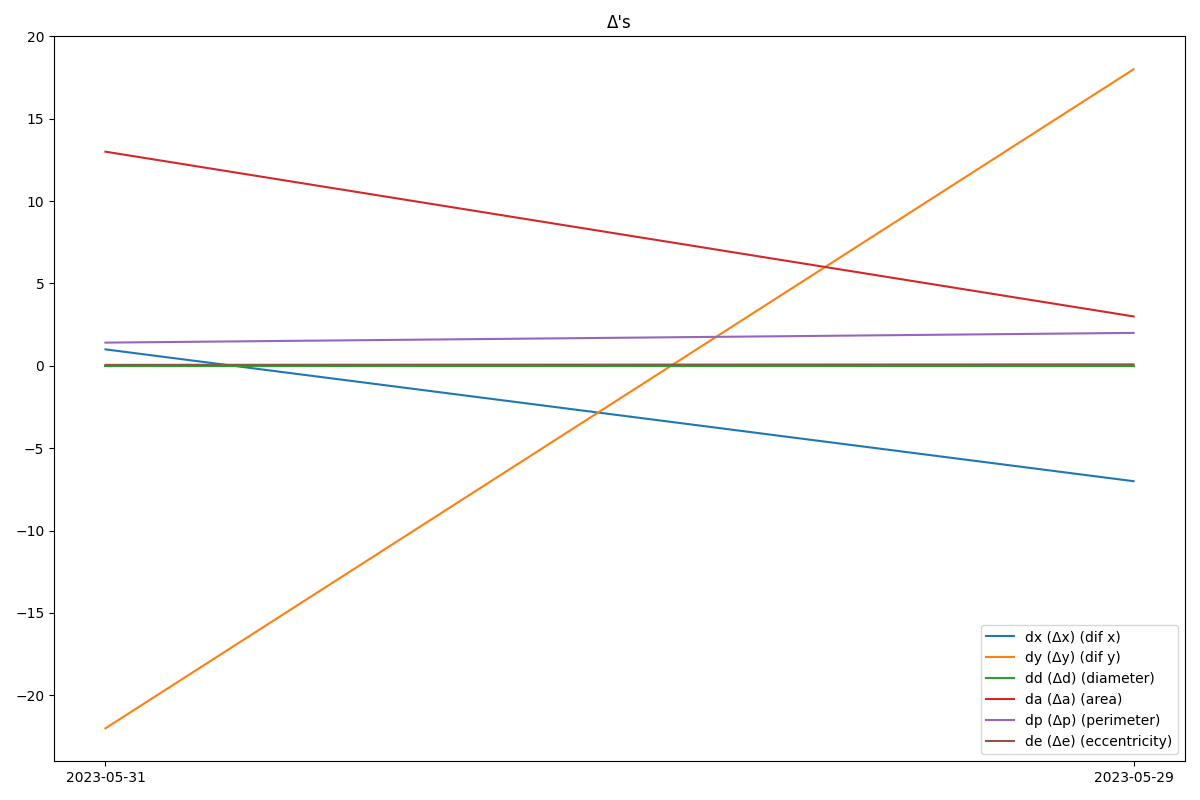 Δ's
20
15
10
5
0
−5
−10
−15
−20
2023-05-31
2023-05-29
dx (Δx) (dif x)
dy (Δy) (dif y)
dd (Δd) (diameter)
da (Δa) (area)
dp (Δp) (perimeter)
de (Δe) (eccentricity)